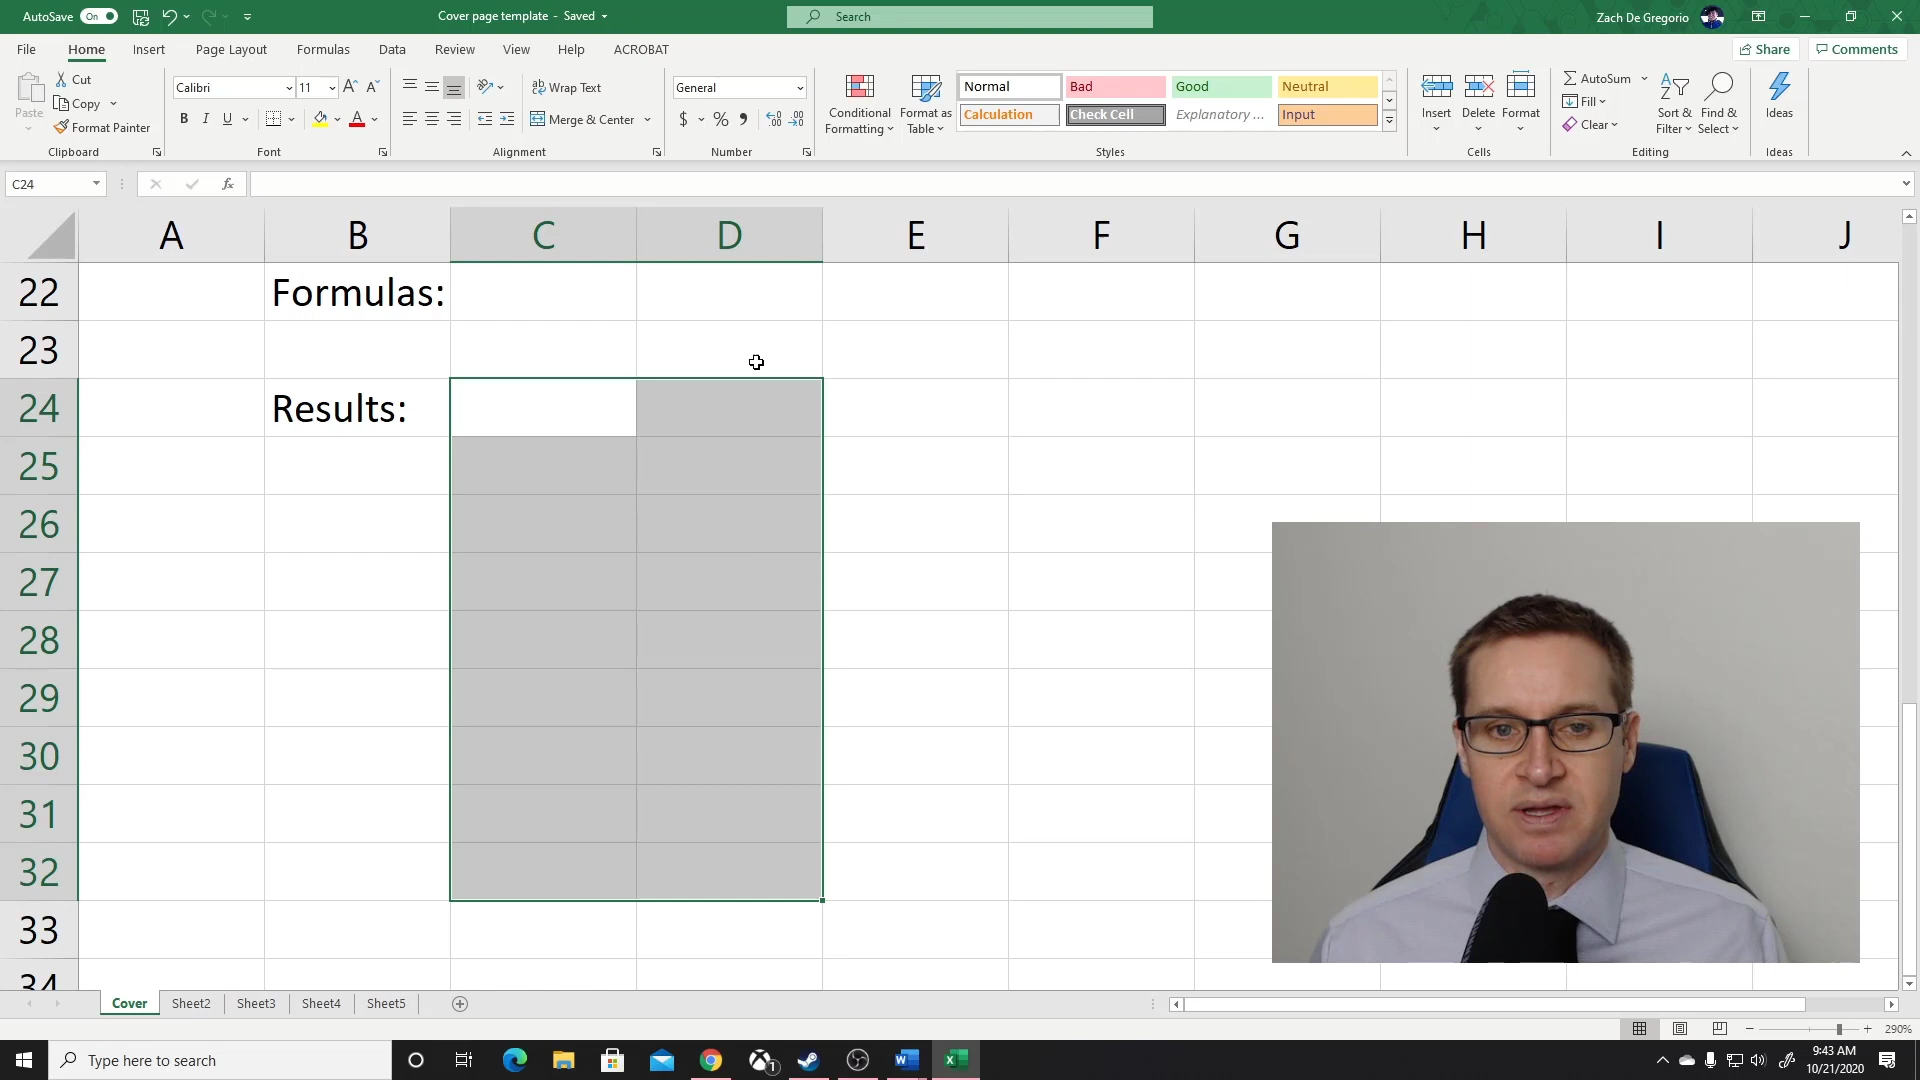 AutoSave On
Cover page template - Saved
Search
Zach De Gregorio
File Home Insert Page Layout Formulas Data Review View Help ACROBAT
Share Comments
Paste
Cut
Copy
Format Painter
Clipboard
Calibri 11
B I U
Font
Wrap Text
Merge & Center
Alignment
General
$ % 9
Number
Conditional Formatting
Format as Table
Normal Bad Good Neutral
Calculation Check Cell Explanatory ... Input
Styles
Insert Delete Format
Cells
AutoSum
Fill
Clear
Sort & Filter
Find & Select
Editing
Ideas
Ideas
C24
fx
A B C D E F G H I J
22 Formulas:
23
24 Results:
25
26
27
28
29
30
31
32
33
34
Cover Sheet2 Sheet3 Sheet4 Sheet5
290%
Type here to search
9:43 AM
10/21/2020